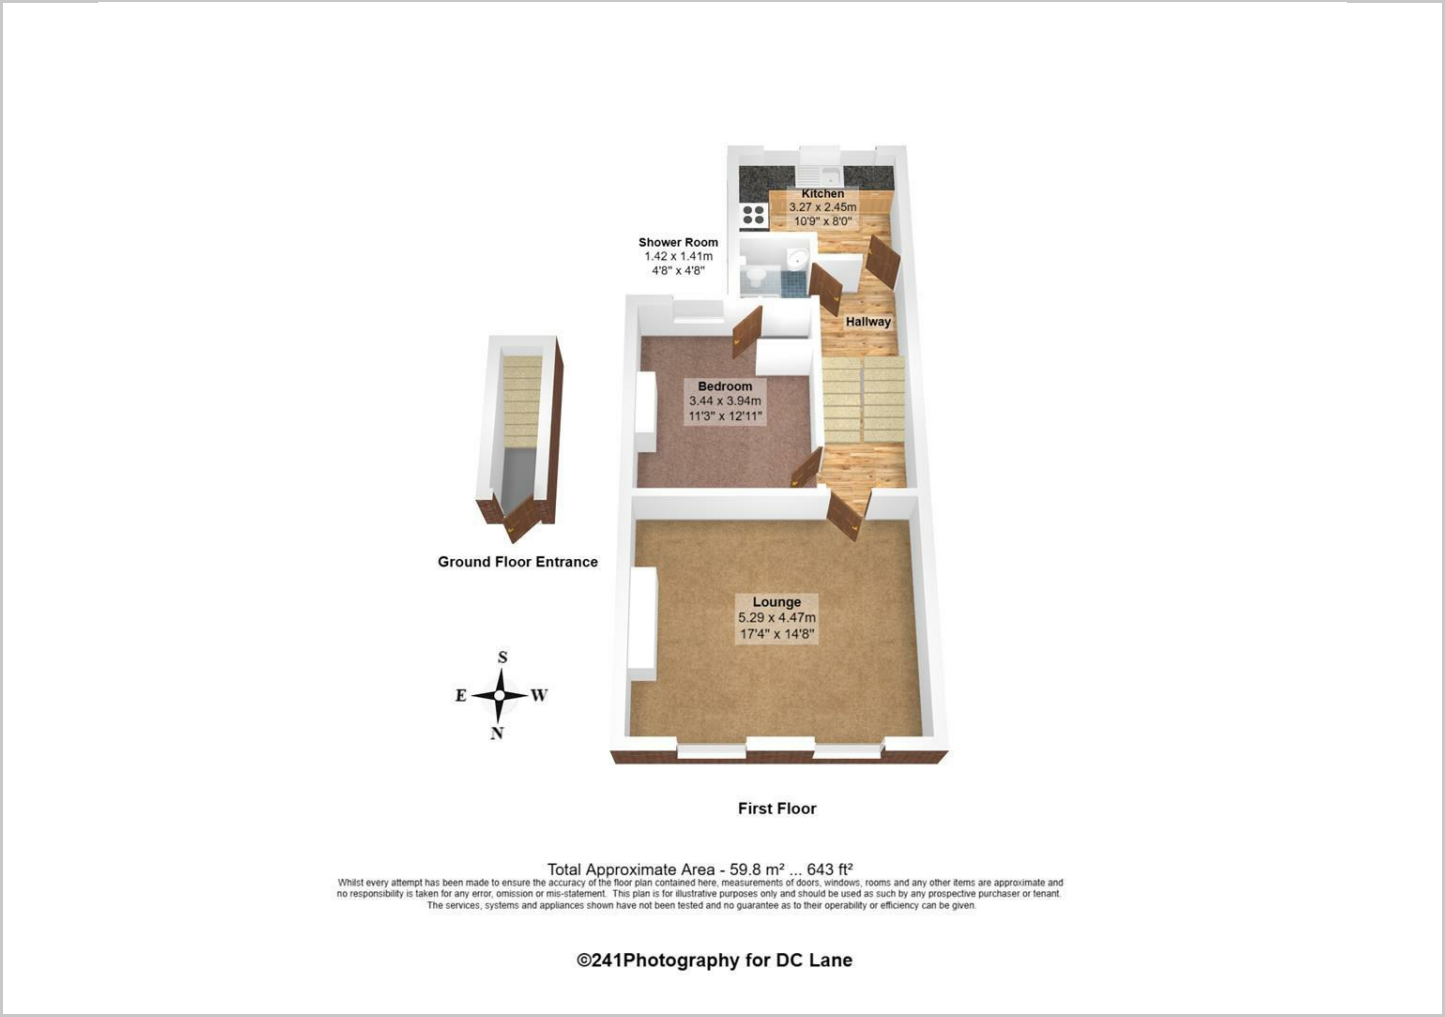 Kitchen
3.27 x 2.45m
10'9" x 8'0"
Shower Room
1.42 x 1.41m
4'8" x 4'8"
Hallway
Bedroom
3.44 x 3.94m
11'3" x 12'11"
Ground Floor Entrance
Lounge
5.29 x 4.47m
17'4" x 14'8"
S
E W
N
First Floor
Total Approximate Area - 59.8 m² ... 643 ft²
Whilst every attempt has been made to ensure the accuracy of the floor plan contained here, measurements of doors, windows, rooms and any other items are approximate and
no responsibility is taken for any error, omission or mis-statement. This plan is for illustrative purposes only and should be used as such by any prospective purchaser or tenant.
The services, systems and appliances shown have not been tested and no guarantee as to their operability or efficiency can be given.
©241Photography for DC Lane